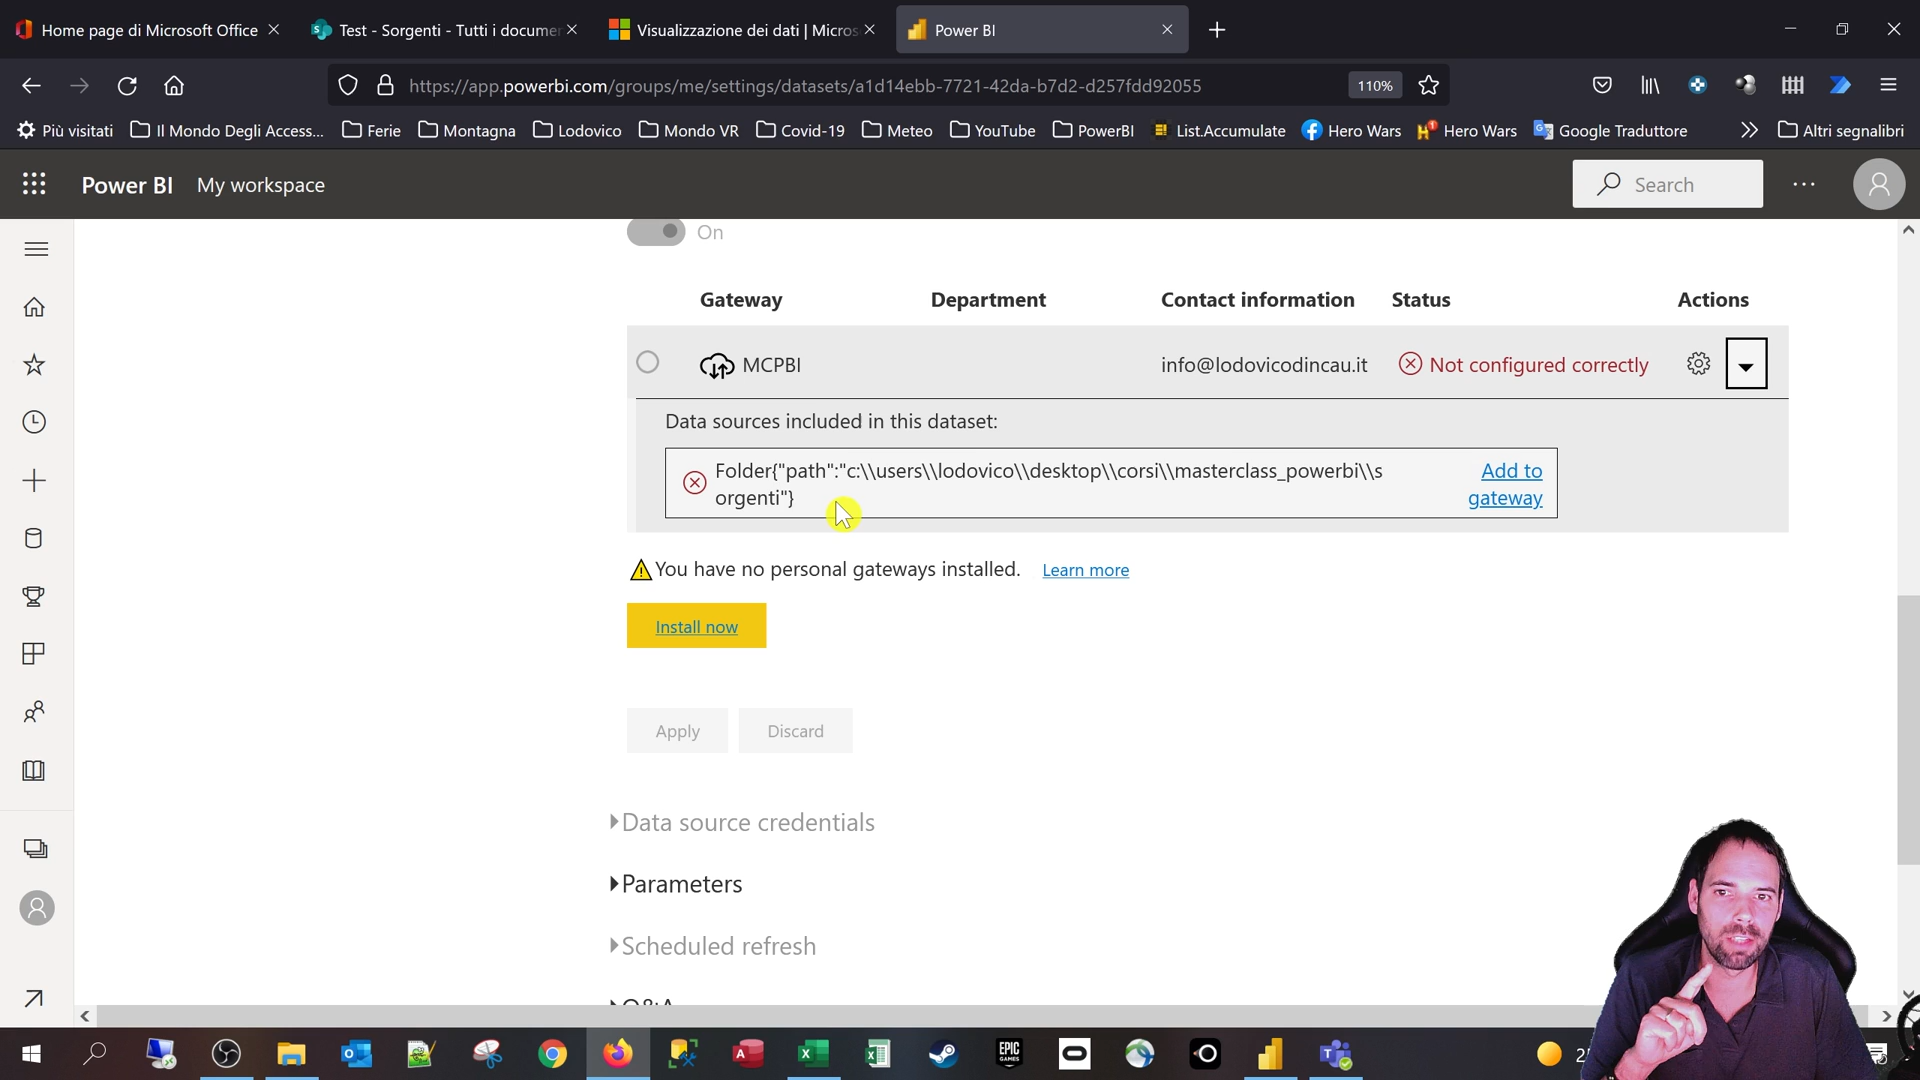 Home page di Microsoft Office
Test - Sorgenti - Tutti i docume
Visualizzazione dei dati | Micros
Power BI
https://app.powerbi.com/groups/me/settings/datasets/a1d14ebb-7721-42da-b7d2-d257fdd92055
110%
Più visitati
Il Mondo Degli Access...
Ferie
Montagna
Lodovico
Mondo VR
Covid-19
Meteo
YouTube
PowerBI
List.Accumulate
Hero Wars
Hero Wars
Google Traduttore
Altri segnalibri
Power BI
My workspace
Search
On
Gateway
Department
Contact information
Status
Actions
MCPBI
info@lodovicodincau.it
Not configured correctly
Data sources included in this dataset:
Folder{"path":"c:\\users\\lodovico\\desktop\\corsi\\masterclass_powerbi\\s
orgenti"}
Add to
gateway
You have no personal gateways installed.
Learn more
Install now
Apply
Discard
Data source credentials
Parameters
Scheduled refresh
Q&A
EPIC
GAMES